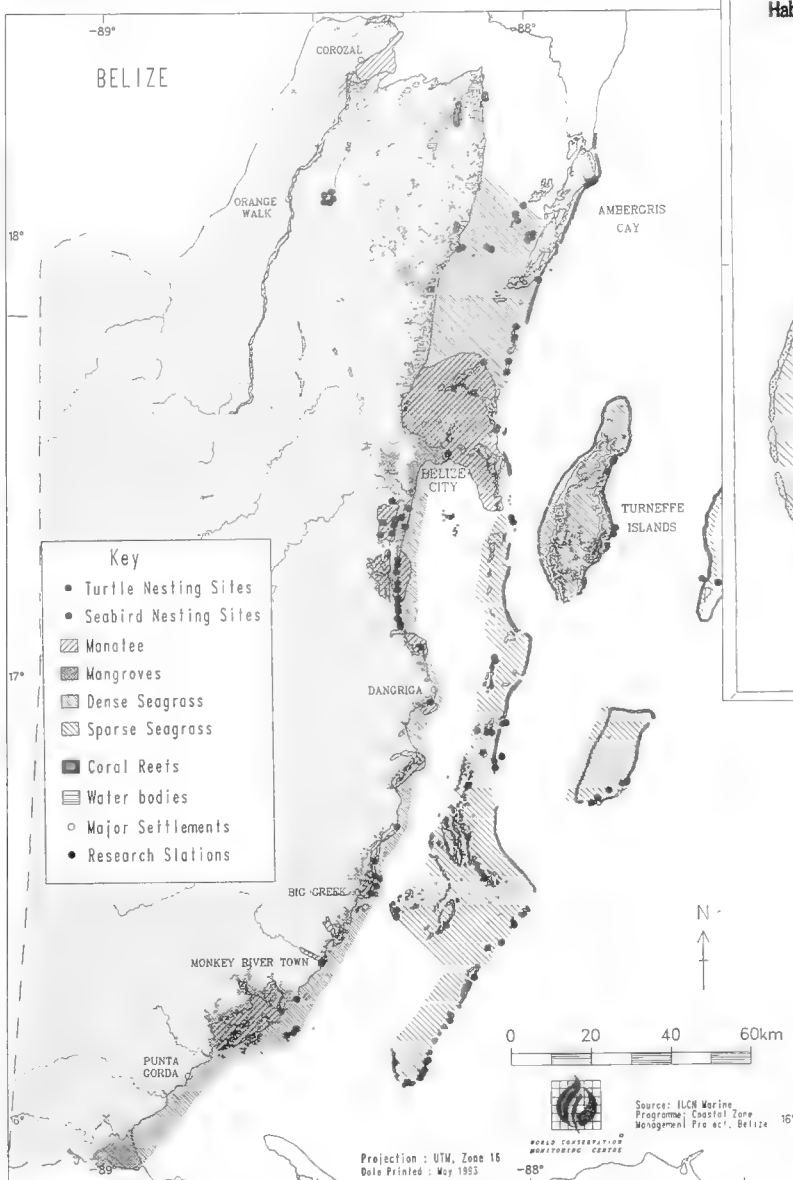 Hab
-89
-88
COROZAL
BELIZE
ORANGE
WALK
AMBERGRIS
CAY
18°
BELIZEA
CITY
TURNEFFE
ISLANDS
Key
Turtle Nesting Sites
Seabird Nesting Sites
Manatee
Mangroves
Dense Seagrass
Sparse Seagrass
Coral Reefs
Water bodies
Major Settlements
Research Stations
17°
DANGRIGA
BIG CREEK
N
MONKEY RIVER TOWN
0 20 40 60km
PUNTA
GORDA
Source: IUCN Marine
Programme; Coastal Zone
Management Project, Belize
16°
16°
WORLD CONSERVATION
MONITORING CENTRE
Projection : UTM, Zone 16
Date Printed : May 1993
-89
-88°